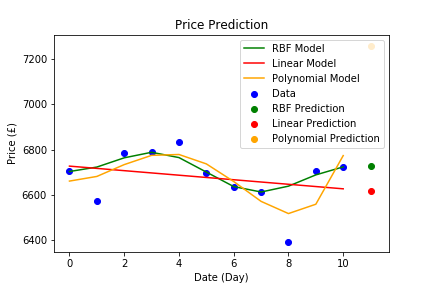 Price Prediction
7200
7000
6800
6600
6400
Price (£)
0 2 4 6 8 10
Date (Day)
RBF Model
Linear Model
Polynomial Model
Data
RBF Prediction
Linear Prediction
Polynomial Prediction